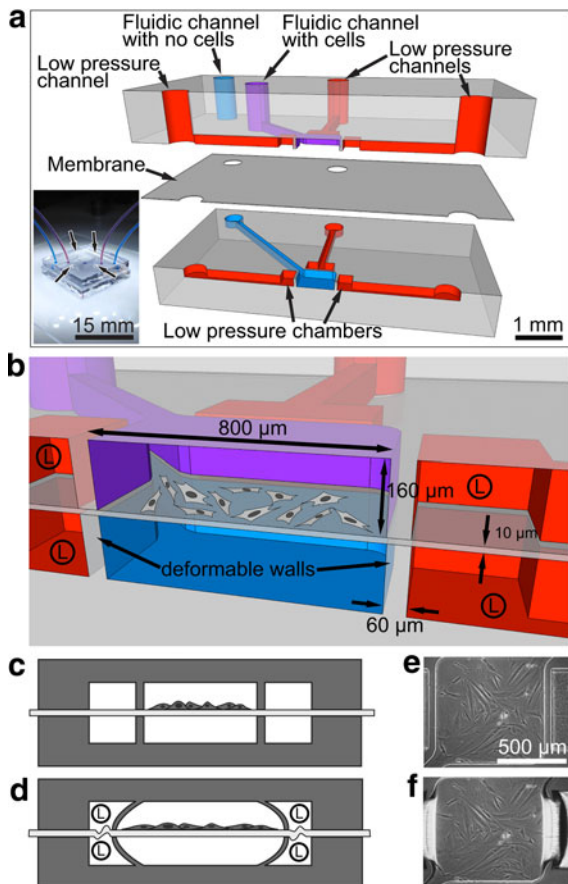 a
Fluidic channel
with no cells
Fluidic channel
with cells
Low pressure
channel
Low pressure
channels
Membrane
15 mm
Low pressure chambers
1 mm
b
800 µm
L
L
160 µm
10 µm
L
L
deformable walls
60 µm
c
d
L
L
L
L
e
500 µm
f